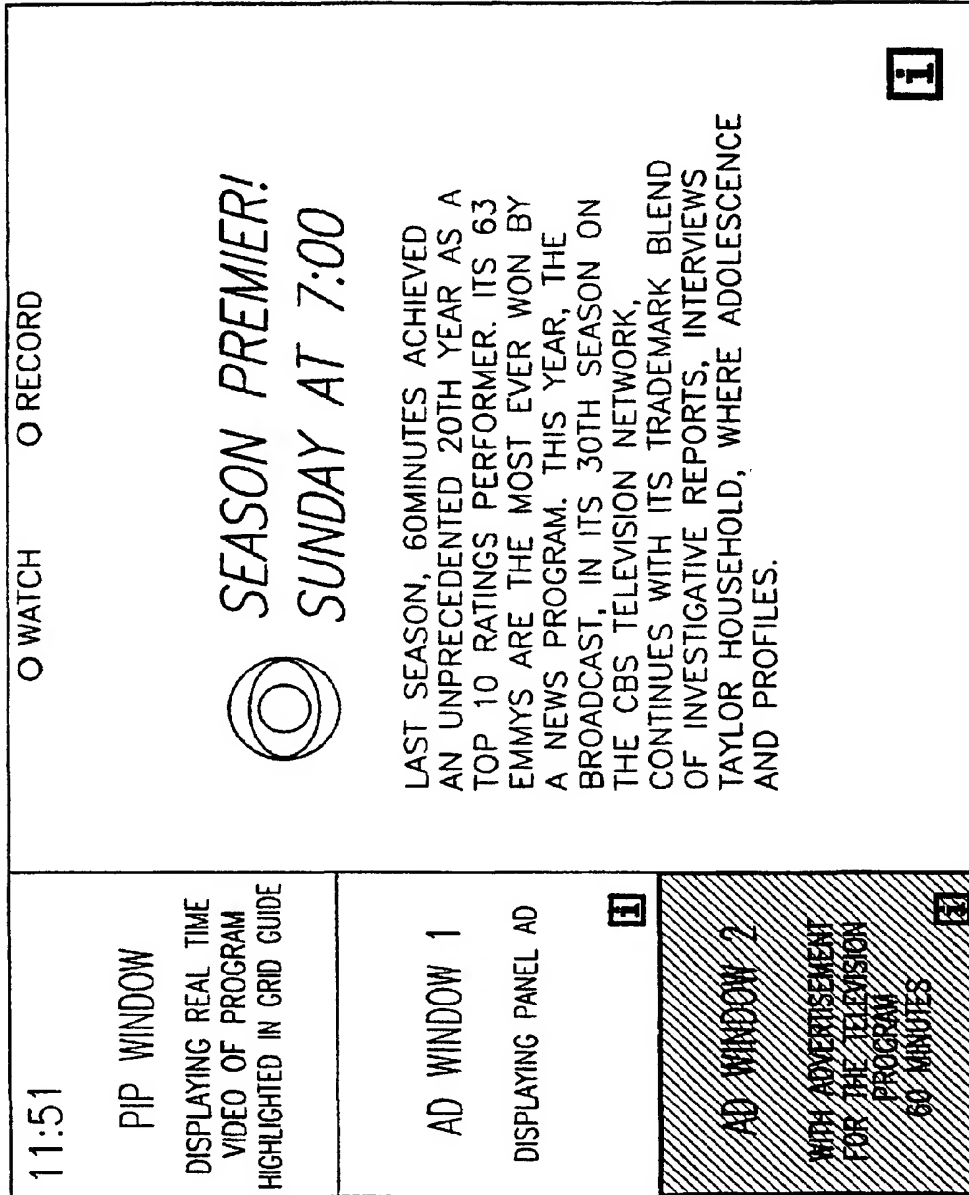 11:51
PIP WINDOW
DISPLAYING REAL TIME
VIDEO OF PROGRAM
HIGHLIGHTED IN GRID GUIDE
AD WINDOW 1
DISPLAYING PANEL AD
i
AD WINDOW 2
WITH ADVERTISEMENT
FOR THE TELEVISION
PROGRAM
60 MINUTES
i
WATCH
RECORD
SEASON PREMIER!
SUNDAY AT 7:00
LAST SEASON, 60MINUTES ACHIEVED
AN UNPRECEDENTED 20TH YEAR AS A
TOP 10 RATINGS PERFORMER. ITS 63
EMMYS ARE THE MOST EVER WON BY
A NEWS PROGRAM. THIS YEAR, THE
BROADCAST, IN ITS 30TH SEASON ON
THE CBS TELEVISION NETWORK,
CONTINUES WITH ITS TRADEMARK BLEND
OF INVESTIGATIVE REPORTS, INTERVIEWS
TAYLOR HOUSEHOLD, WHERE ADOLESCENCE
AND PROFILES.
i